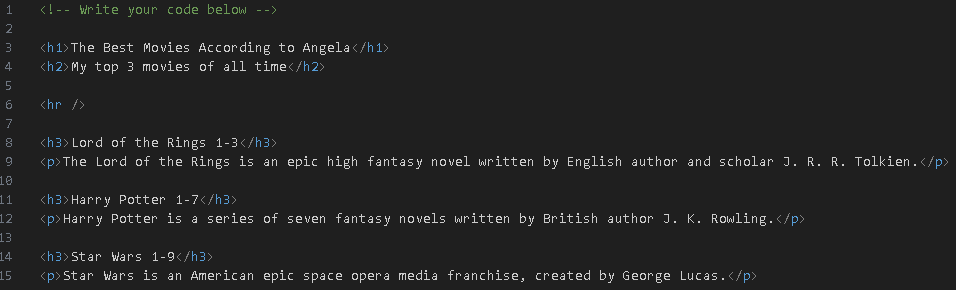 1 <!-- Write your code below -->
2
3 <h1>The Best Movies According to Angela</h1>
4 <h2>My top 3 movies of all time</h2>
5
6 <hr />
7
8 <h3>Lord of the Rings 1-3</h3>
9 <p>The Lord of the Rings is an epic high fantasy novel written by English author and scholar J. R. R. Tolkien.</p>
10
11 <h3>Harry Potter 1-7</h3>
12 <p>Harry Potter is a series of seven fantasy novels written by British author J. K. Rowling.</p>
13
14 <h3>Star Wars 1-9</h3>
15 <p>Star Wars is an American epic space opera media franchise, created by George Lucas.</p>